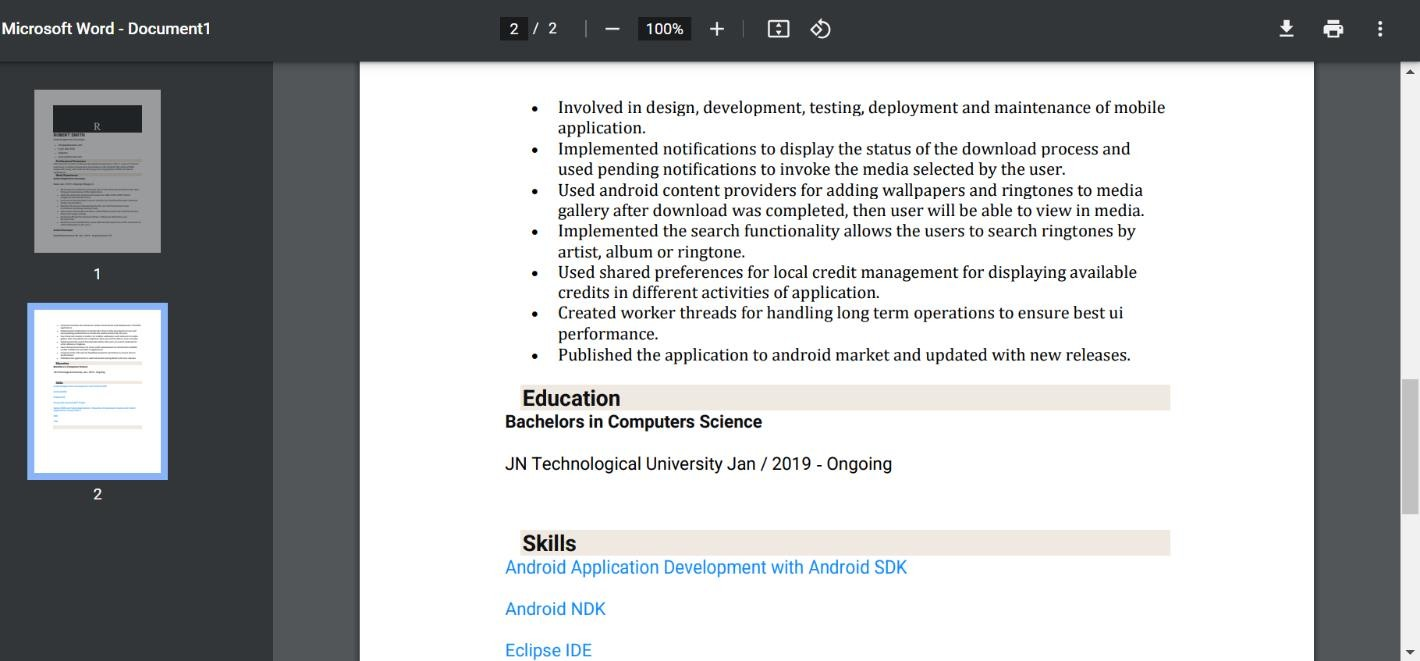 Microsoft Word - Document1
2 / 2
100%
R
ROBERT SMITH
1
2
• Involved in design, development, testing, deployment and maintenance of mobile
application.
• Implemented notifications to display the status of the download process and
used pending notifications to invoke the media selected by the user.
• Used android content providers for adding wallpapers and ringtones to media
gallery after download was completed, then user will be able to view in media.
• Implemented the search functionality allows the users to search ringtones by
artist, album or ringtone.
• Used shared preferences for local credit management for displaying available
credits in different activities of application.
• Created worker threads for handling long term operations to ensure best ui
performance.
• Published the application to android market and updated with new releases.
Education
Bachelors in Computers Science
JN Technological University Jan / 2019 - Ongoing
Skills
Android Application Development with Android SDK
Android NDK
Eclipse IDE